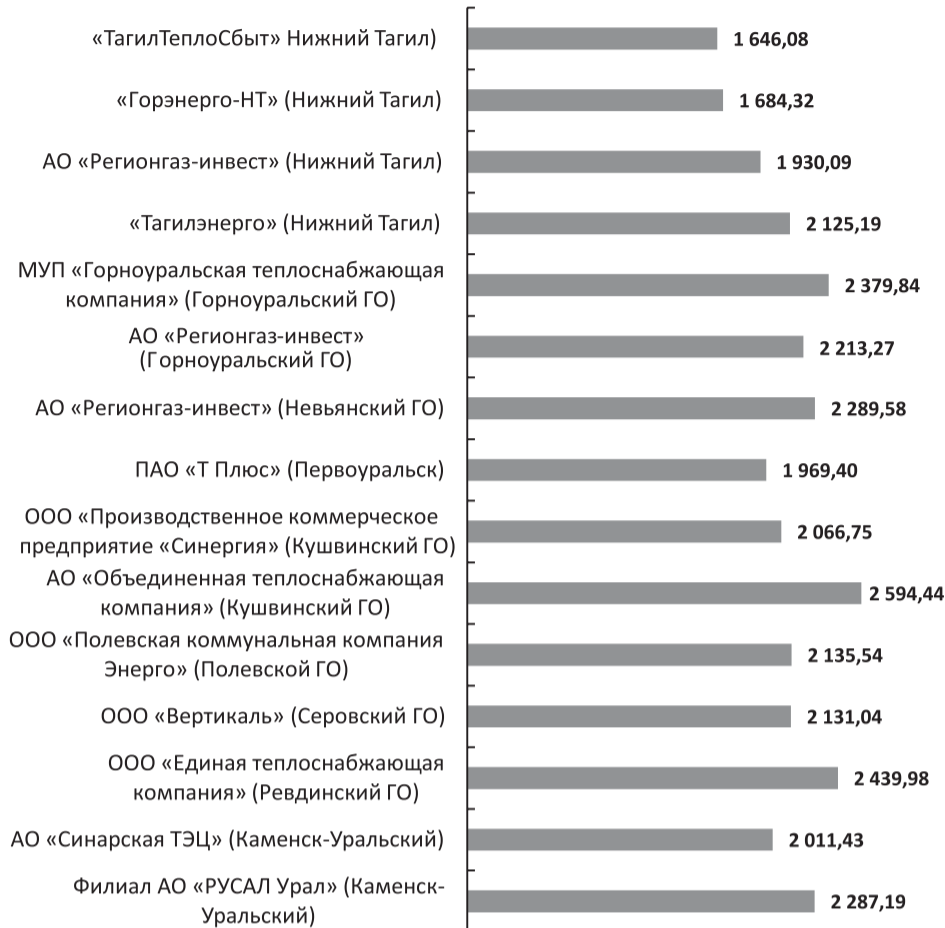 «ТагилТеплоСбыт» Нижний Тагил)
1 646,08
«Горэнерго-НТ» (Нижний Тагил)
1 684,32
АО «Регионгаз-инвест» (Нижний Тагил)
1 930,09
«Тагилэнерго» (Нижний Тагил)
2 125,19
МУП «Горноуральская теплоснабжающая
компания» (Горноуральский ГО)
2 379,84
АО «Регионгаз-инвест»
(Горноуральский ГО)
2 213,27
АО «Регионгаз-инвест» (Невьянский ГО)
2 289,58
ПАО «Т Плюс» (Первоуральск)
1 969,40
ООО «Производственное коммерческое
предприятие «Синергия» (Кушвинский ГО)
2 066,75
АО «Объединенная теплоснабжающая
компания» (Кушвинский ГО)
2 594,44
ООО «Полевская коммунальная компания
Энерго» (Полевской ГО)
2 135,54
ООО «Вертикаль» (Серовский ГО)
2 131,04
ООО «Единая теплоснабжающая
компания» (Ревдинский ГО)
2 439,98
АО «Синарская ТЭЦ» (Каменск-Уральский)
2 011,43
Филиал АО «РУСАЛ Урал» (Каменск-
Уральский)
2 287,19